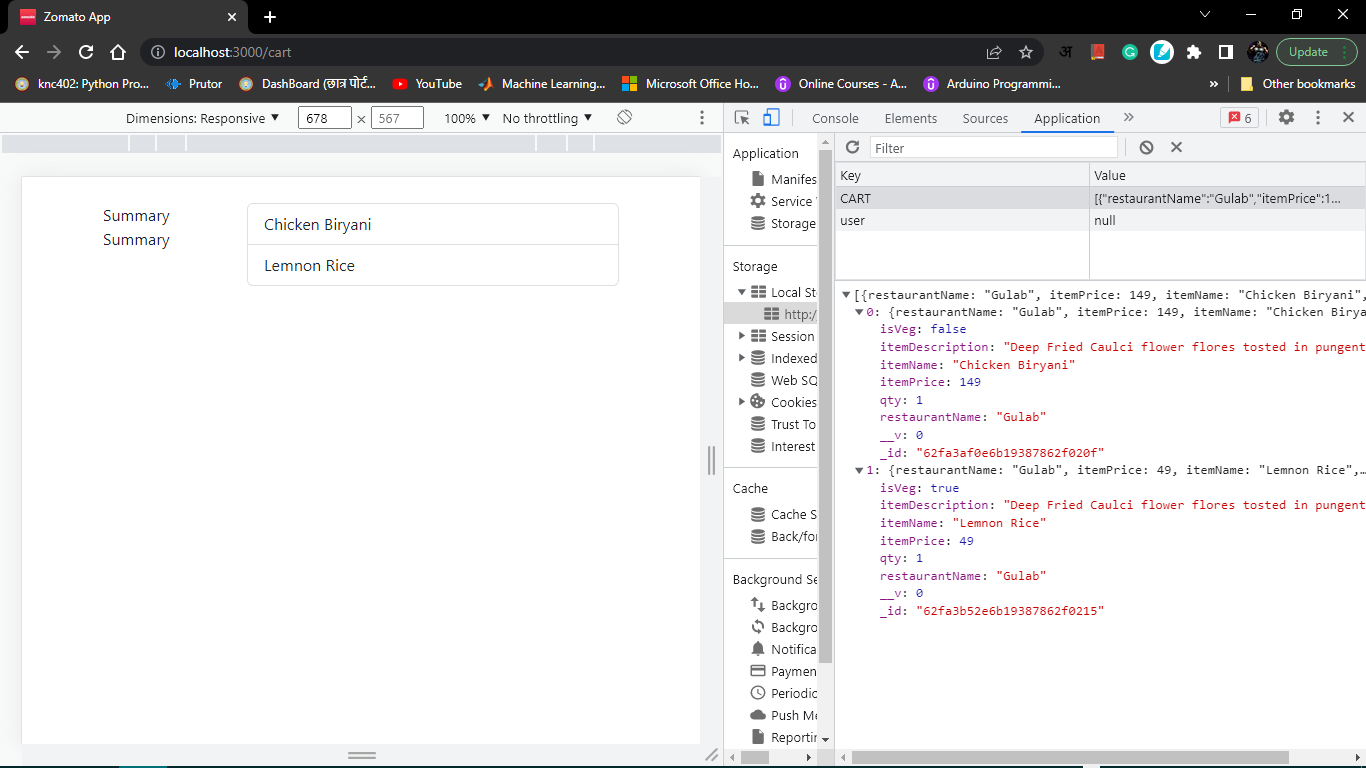 Zomato App
localhost:3000/cart
अ
Update
knc402: Python Pro...
Prutor
DashBoard (छात्र पोर्ट...
YouTube
Machine Learning...
Microsoft Office Ho...
Online Courses - A...
Arduino Programmi...
»
Other bookmarks
Dimensions: Responsive
678
×
567
100%
No throttling
Console
Elements
Sources
Application
»
6
Summary
Summary
Chicken Biryani
Lemnon Rice
Application
Manifes
Service
Storage
Storage
Local St
http:/
Session
Indexed
Web SQ
Cookies
Trust To
Interest
Cache
Cache S
Back/fo
Background Se
Backgro
Backgro
Notifica
Paymen
Periodic
Push Me
Reportin
Filter
Key Value
CART [{"restaurantName":"Gulab","itemPrice":1...
user null
[{restaurantName: "Gulab", itemPrice: 149, itemName: "Chicken Biryani",
0: {restaurantName: "Gulab", itemPrice: 149, itemName: "Chicken Birya
isVeg: false
itemDescription: "Deep Fried Caulci flower flores tosted in pungent
itemName: "Chicken Biryani"
itemPrice: 149
qty: 1
restaurantName: "Gulab"
__v: 0
_id: "62fa3af0e6b19387862f020f"
1: {restaurantName: "Gulab", itemPrice: 49, itemName: "Lemnon Rice",…
isVeg: true
itemDescription: "Deep Fried Caulci flower flores tosted in pungent
itemName: "Lemnon Rice"
itemPrice: 49
qty: 1
restaurantName: "Gulab"
__v: 0
_id: "62fa3b52e6b19387862f0215"